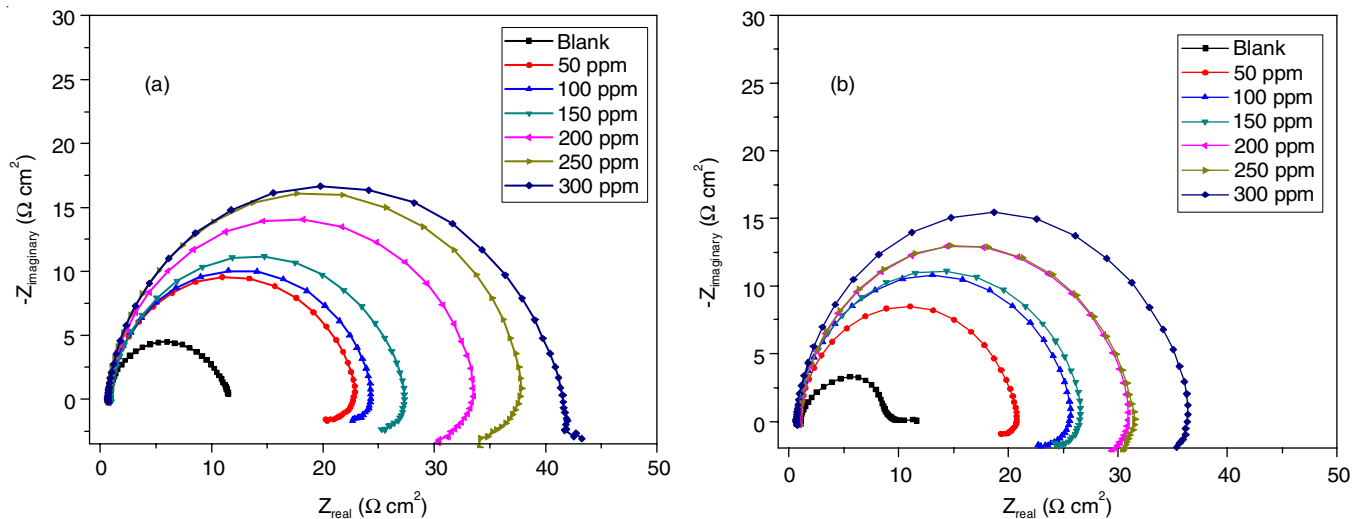 (a)
Blank
50 ppm
100 ppm
150 ppm
200 ppm
250 ppm
300 ppm
30
25
20
15
10
5
0
-Z_imaginary (Ω cm²)
0 10 20 30 40 50
Z_real (Ω cm²)
(b)
Blank
50 ppm
100 ppm
150 ppm
200 ppm
250 ppm
300 ppm
30
25
20
15
10
5
0
-Z_imaginary (Ω cm²)
0 10 20 30 40 50
Z_real (Ω cm²)